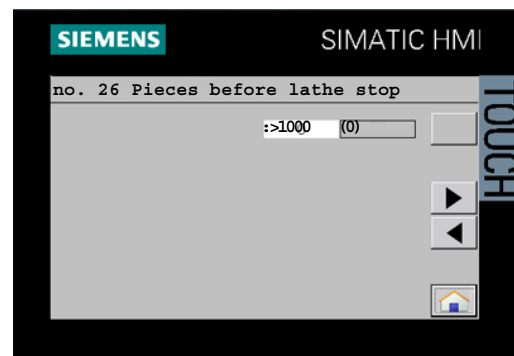 SIEMENS
SIMATIC HMI
no. 26 Pieces before lathe stop
:>1000 (0)
TOUCH